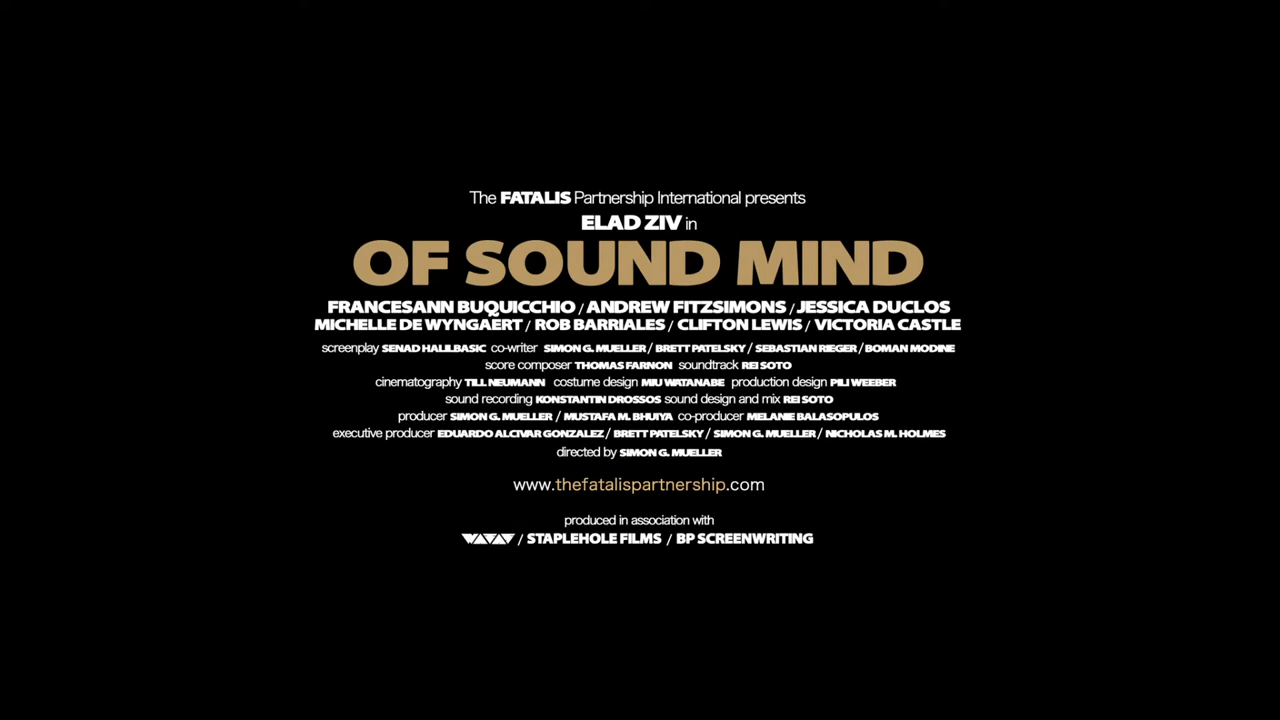 The FATALIS Partnership International presents
ELAD ZIV in
OF SOUND MIND
FRANCESANN BUQUICCHIO / ANDREW FITZSIMONS / JESSICA DUCLOS
MICHELLE DE WYNGAERT / ROB BARRIALES / CLIFTON LEWIS / VICTORIA CASTLE
screenplay SENAD HALILBASIC co-writer SIMON G. MUELLER / BRETT PATELSKY / SEBASTIAN RIEGER / BOMAN MODINE
score composer THOMAS FARNON soundtrack REI SOTO
cinematography TILL NEUMANN costume design MIU WATANABE production design PILI WEEBER
sound recording KONSTANTIN DROSSOS sound design and mix REI SOTO
producer SIMON G. MUELLER / MUSTAFA M. BHUIYA co-producer MELANIE BALASOPULOS
executive producer EDUARDO ALCIVAR GONZALEZ / BRETT PATELSKY / SIMON G. MUELLER / NICHOLAS M. HOLMES
directed by SIMON G. MUELLER
www.thefatalispartnership.com
produced in association with
/ STAPLEHOLE FILMS / BP SCREENWRITING